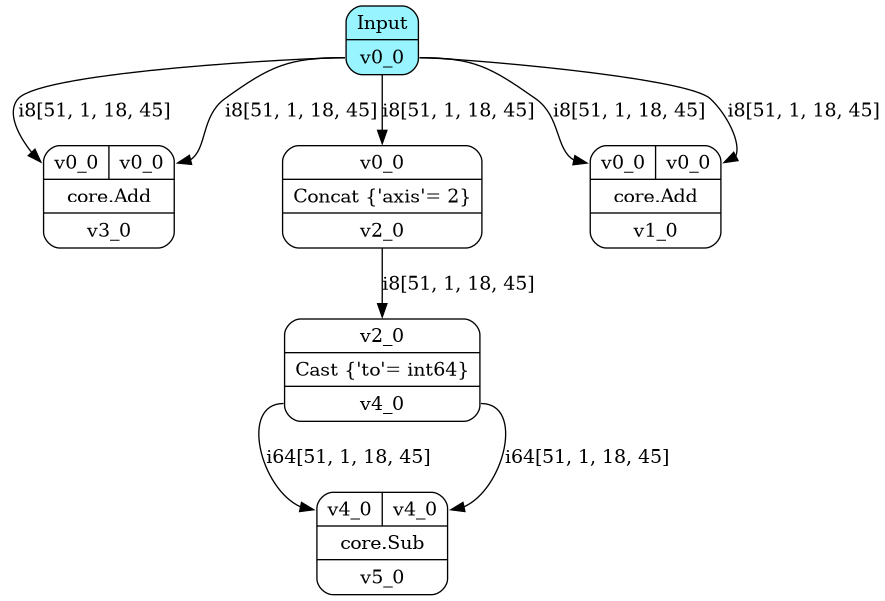 Input
v0_0
i8[51, 1, 18, 45]
i8[51, 1, 18, 45]
i8[51, 1, 18, 45]
i8[51, 1, 18, 45]
i8[51, 1, 18, 45]
v0_0 v0_0
core.Add
v3_0
v0_0
Concat {'axis'= 2}
v2_0
v0_0 v0_0
core.Add
v1_0
i8[51, 1, 18, 45]
v2_0
Cast {'to'= int64}
v4_0
i64[51, 1, 18, 45]
i64[51, 1, 18, 45]
v4_0 v4_0
core.Sub
v5_0